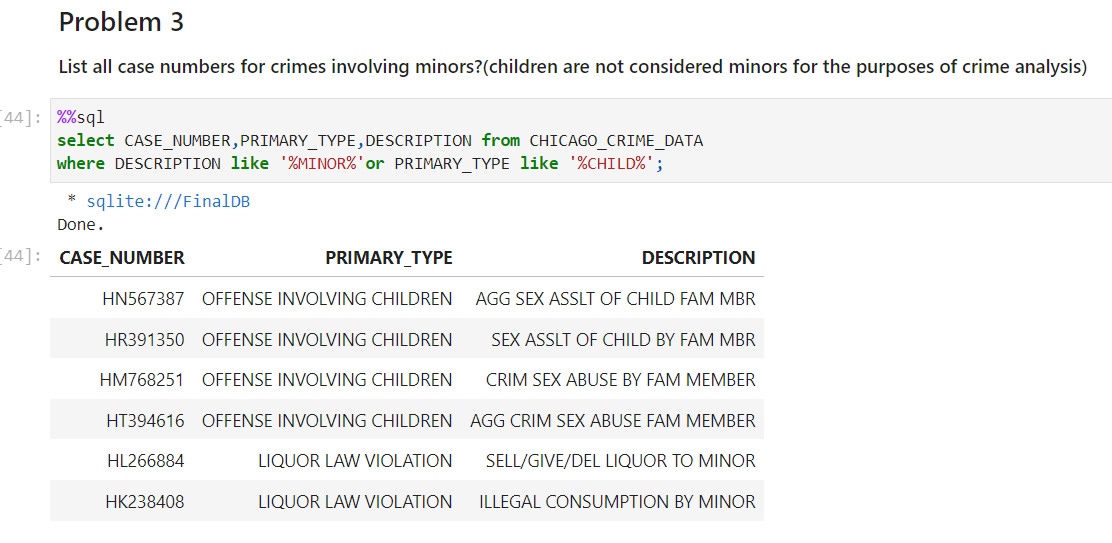 Problem 3
List all case numbers for crimes involving minors?(children are not considered minors for the purposes of crime analysis)
[44]: %%sql
select CASE_NUMBER,PRIMARY_TYPE,DESCRIPTION from CHICAGO_CRIME_DATA
where DESCRIPTION like '%MINOR%'or PRIMARY_TYPE like '%CHILD%';
* sqlite:///FinalDB
Done.
[44]: CASE_NUMBER PRIMARY_TYPE DESCRIPTION
HN567387 OFFENSE INVOLVING CHILDREN AGG SEX ASSLT OF CHILD FAM MBR
HR391350 OFFENSE INVOLVING CHILDREN SEX ASSLT OF CHILD BY FAM MBR
HM768251 OFFENSE INVOLVING CHILDREN CRIM SEX ABUSE BY FAM MEMBER
HT394616 OFFENSE INVOLVING CHILDREN AGG CRIM SEX ABUSE FAM MEMBER
HL266884 LIQUOR LAW VIOLATION SELL/GIVE/DEL LIQUOR TO MINOR
HK238408 LIQUOR LAW VIOLATION ILLEGAL CONSUMPTION BY MINOR